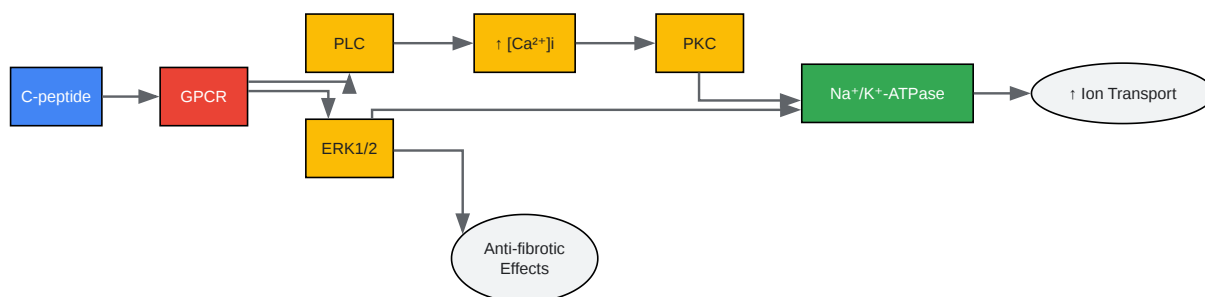 PLC
↑ [Ca²⁺]i
PKC
C-peptide
GPCR
Na⁺/K⁺-ATPase
↑ Ion Transport
ERK1/2
Anti-fibrotic
Effects